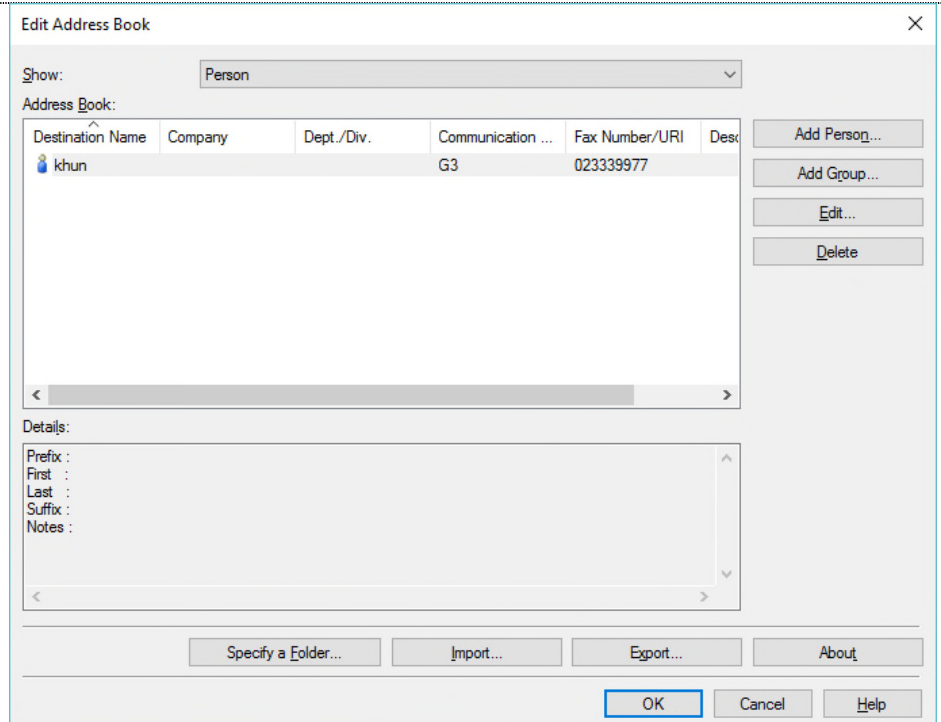 Edit Address Book
Show: Person
Address Book:
Destination Name Company Dept./Div. Communication ... Fax Number/URI Desc
khun G3 023339977
Add Person...
Add Group...
Edit...
Delete
Details:
Prefix :
First :
Last :
Suffix :
Notes :
Specify a Folder... Import... Export... About
OK Cancel Help